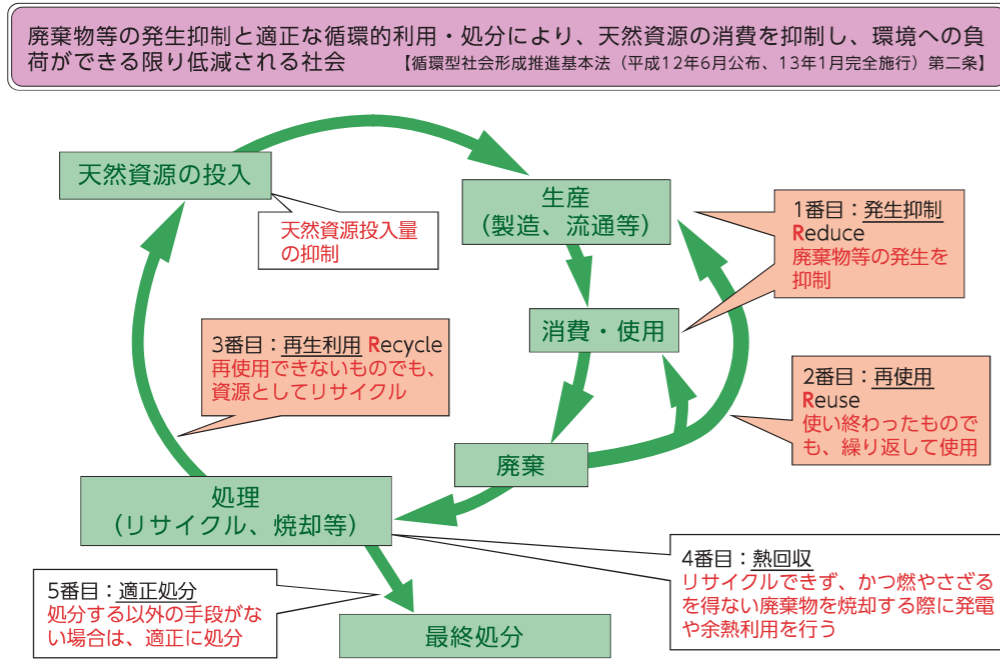 廃棄物等の発生抑制と適正な循環的利用・処分により、天然資源の消費を抑制し、環境への負
荷ができる限り低減される社会 【循環型社会形成推進基本法（平成12年6月公布、13年1月完全施行）第二条】
天然資源の投入
天然資源投入量
の抑制
生産
（製造、流通等）
1番目：発生抑制
Reduce
廃棄物等の発生を
抑制
消費・使用
3番目：再生利用 Recycle
再使用できないものでも、
資源としてリサイクル
2番目：再使用
Reuse
使い終わったもので
も、繰り返して使用
廃棄
処理
（リサイクル、焼却等）
4番目：熱回収
リサイクルできず、かつ燃やさざる
を得ない廃棄物を焼却する際に発電
や余熱利用を行う
5番目：適正処分
処分する以外の手段がな
い場合は、適正に処分
最終処分